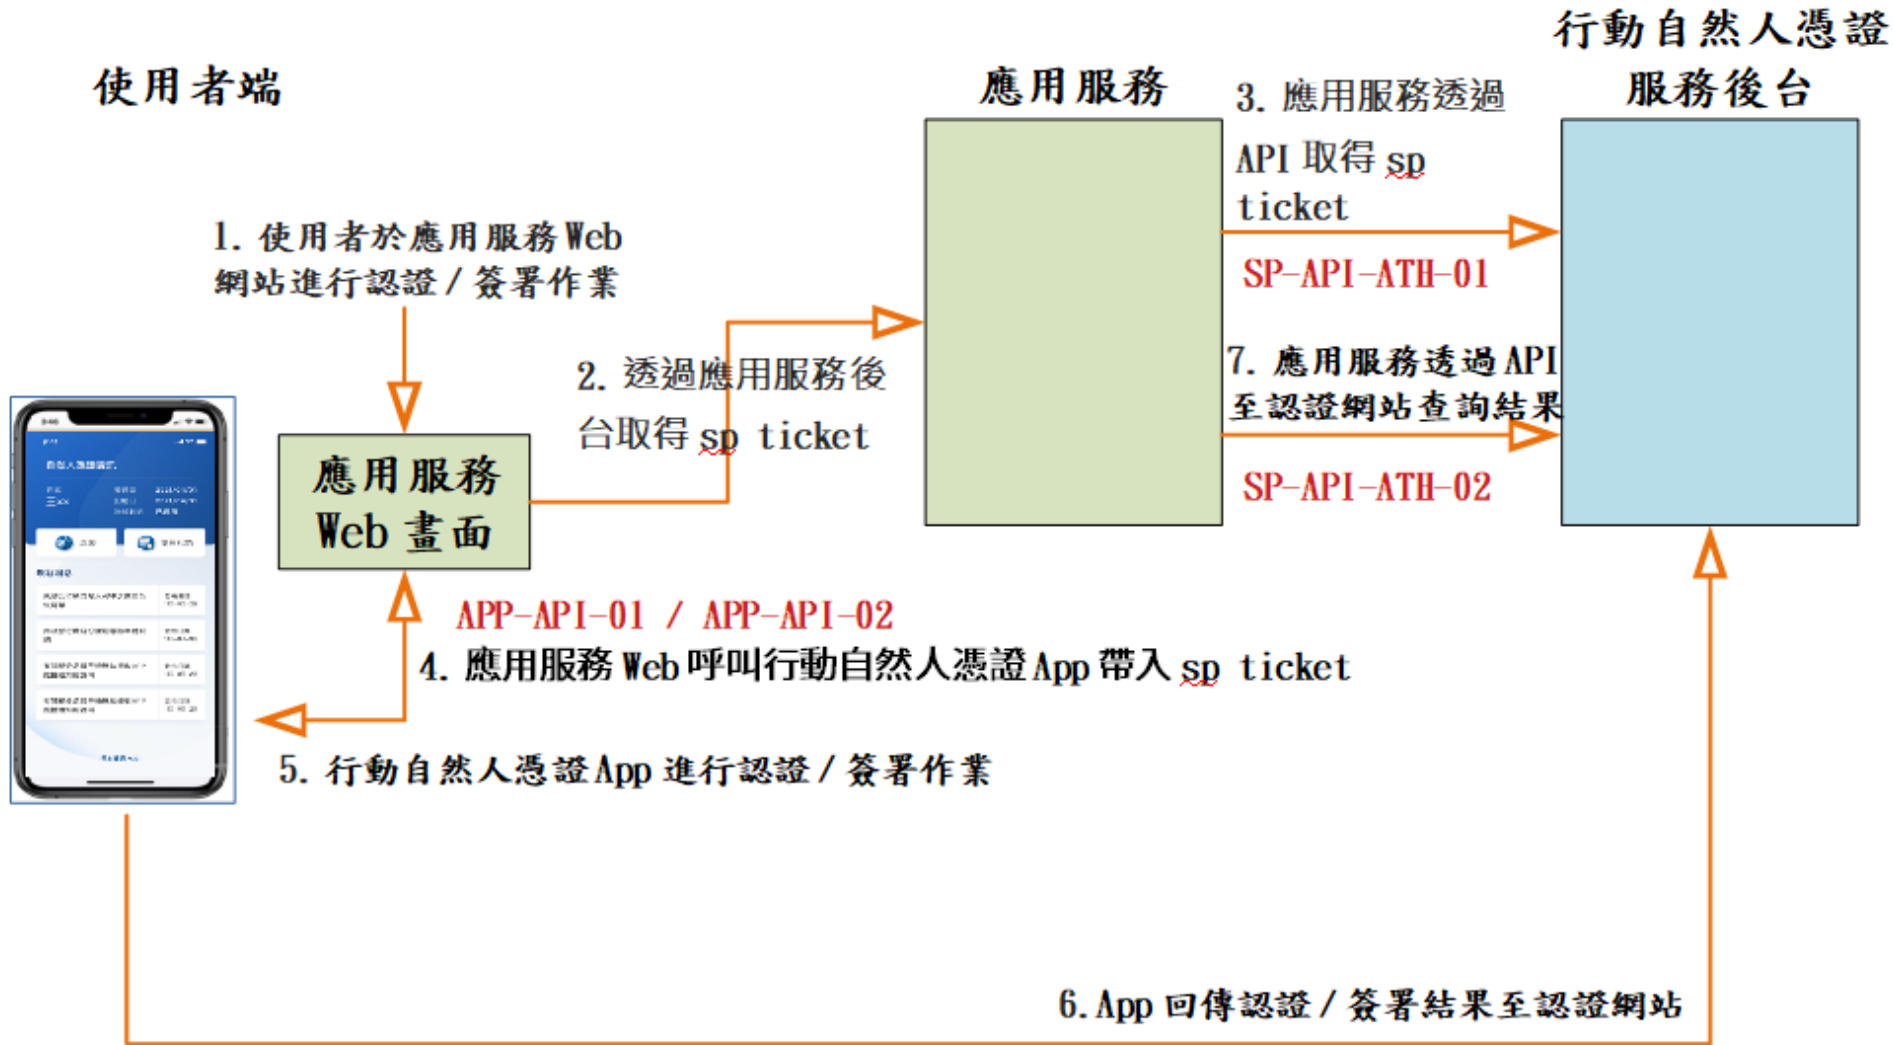 使用者端
應用服務
行動自然人憑證
服務後台
1. 使用者於應用服務Web
網站進行認證/簽署作業
2. 透過應用服務後
台取得 sp ticket
3. 應用服務透過
API 取得 sp
ticket
SP-API-ATH-01
7. 應用服務透過API
至認證網站查詢結果
SP-API-ATH-02
應用服務
Web 畫面
APP-API-01 / APP-API-02
4. 應用服務 Web 呼叫行動自然人憑證App 帶入 sp ticket
5. 行動自然人憑證App 進行認證/簽署作業
6.App 回傳認證/簽署結果至認證網站